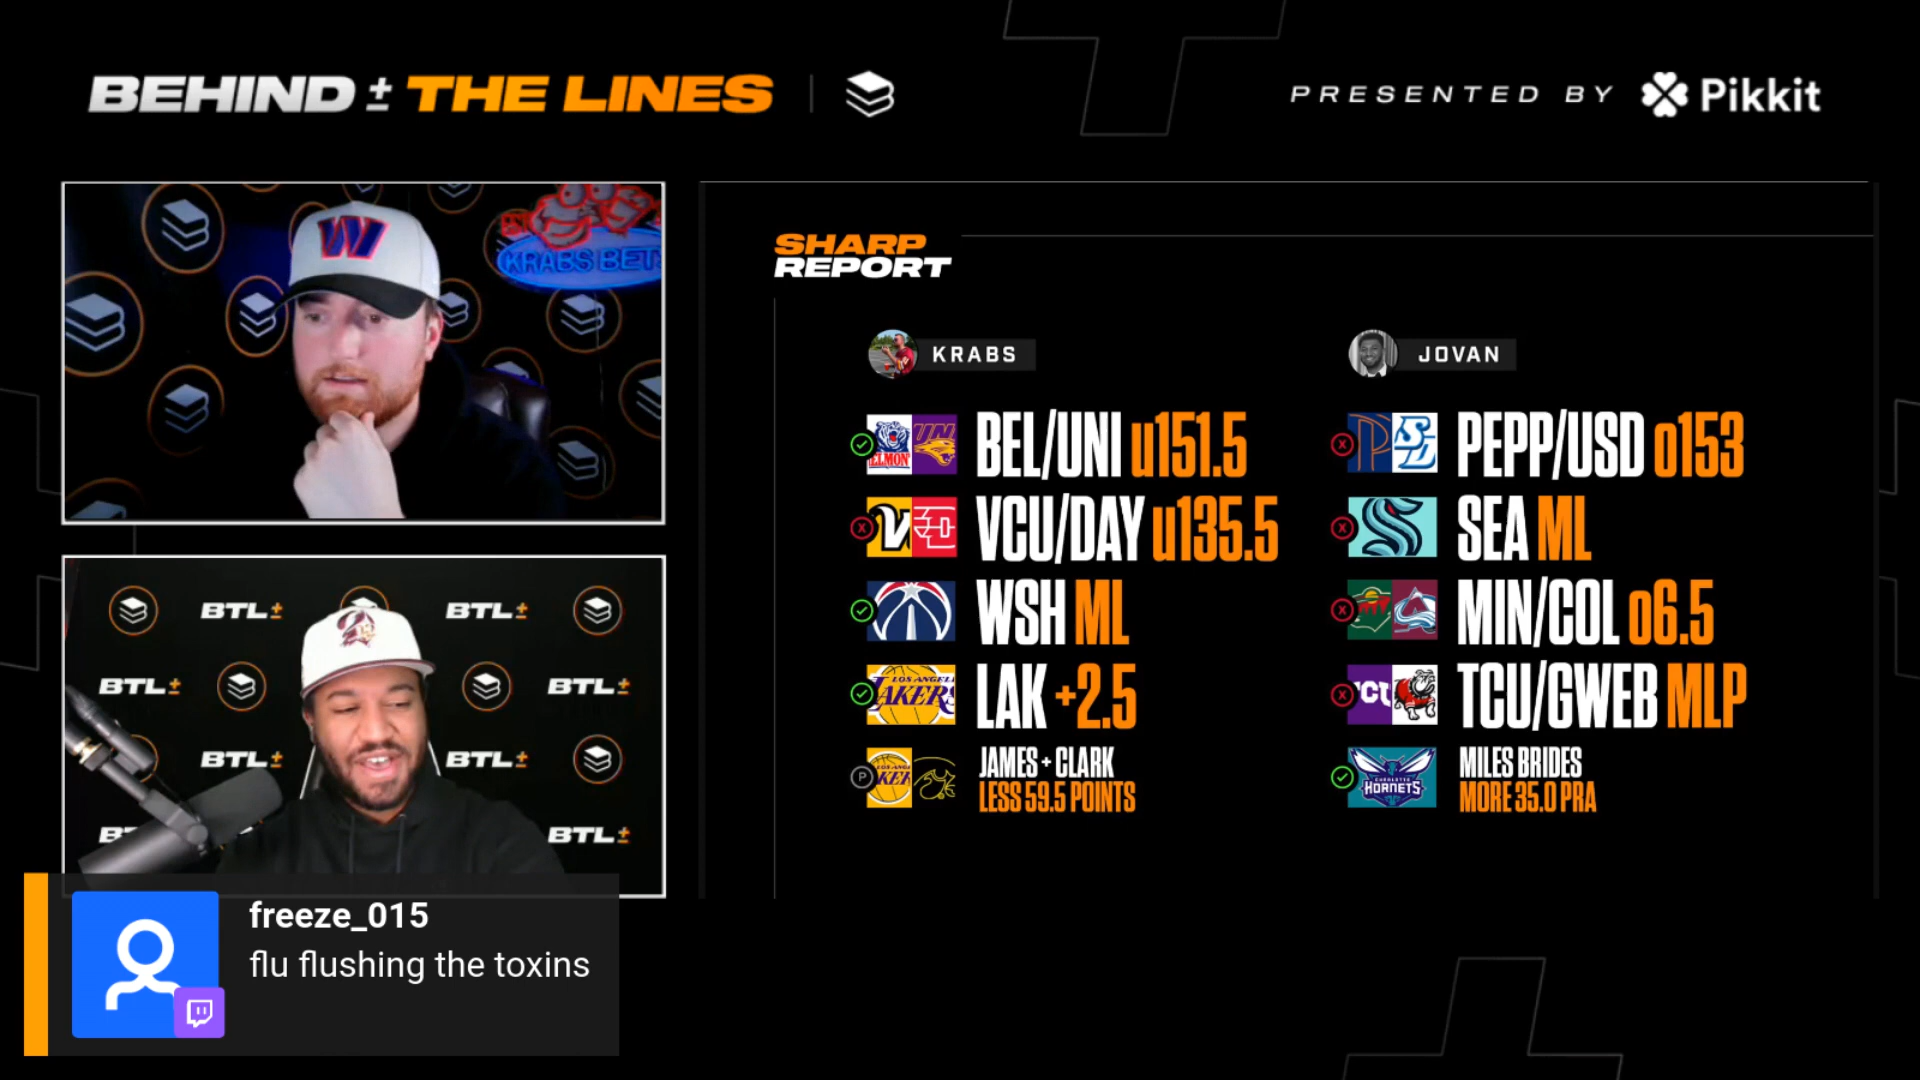 BEHIND ± THE LINES
PRESENTED BY Pikkit
KRABS BETS
W
SHARP
REPORT
KRABS
BEL/UNI u151.5
VCU/DAY u135.5
WSH ML
LAK +2.5
JAMES + CLARK
LESS 59.5 POINTS
JOVAN
PEPP/USD o153
SEA ML
MIN/COL o6.5
TCU/GWEB MLP
MILES BRIDES
MORE 35.0 PRA
BTL± BTL±
BTL± BTL±
BTL± BTL±
BTL±
freeze_015
flu flushing the toxins